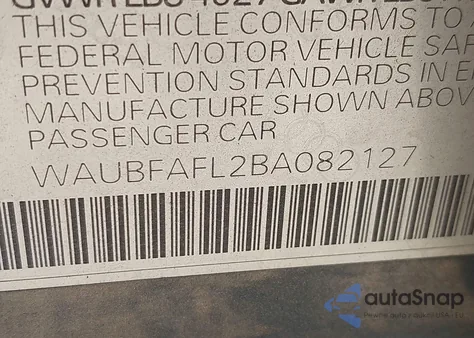 THIS VEHICLE CONFORMS TO
FEDERAL MOTOR VEHICLE SAF
PREVENTION STANDARDS IN E
MANUFACTURE SHOWN ABOV
PASSENGER CAR
WAUBFAFL2BA082127
autoSnap